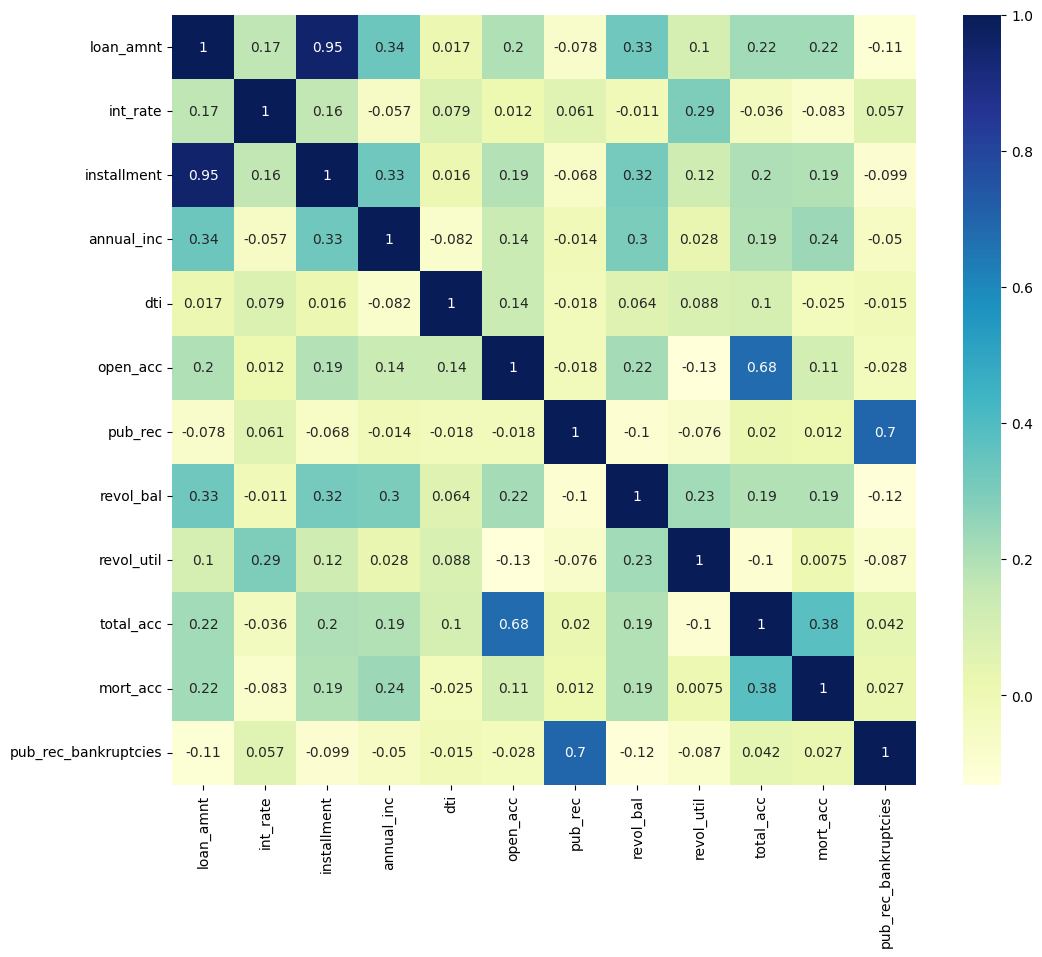 1.0
loan_amnt 1 0.17 0.95 0.34 0.017 0.2 -0.078 0.33 0.1 0.22 0.22 -0.11
int_rate 0.17 1 0.16 -0.057 0.079 0.012 0.061 -0.011 0.29 -0.036 -0.083 0.057
0.8
installment 0.95 0.16 1 0.33 0.016 0.19 -0.068 0.32 0.12 0.2 0.19 -0.099
annual_inc 0.34 -0.057 0.33 1 -0.082 0.14 -0.014 0.3 0.028 0.19 0.24 -0.05
0.6
dti 0.017 0.079 0.016 -0.082 1 0.14 -0.018 0.064 0.088 0.1 -0.025 -0.015
open_acc 0.2 0.012 0.19 0.14 0.14 1 -0.018 0.22 -0.13 0.68 0.11 -0.028
0.4
pub_rec -0.078 0.061 -0.068 -0.014 -0.018 -0.018 1 -0.1 -0.076 0.02 0.012 0.7
revol_bal 0.33 -0.011 0.32 0.3 0.064 0.22 -0.1 1 0.23 0.19 0.19 -0.12
0.2
revol_util 0.1 0.29 0.12 0.028 0.088 -0.13 -0.076 0.23 1 -0.1 0.0075 -0.087
total_acc 0.22 -0.036 0.2 0.19 0.1 0.68 0.02 0.19 -0.1 1 0.38 0.042
mort_acc 0.22 -0.083 0.19 0.24 -0.025 0.11 0.012 0.19 0.0075 0.38 1 0.027
0.0
pub_rec_bankruptcies -0.11 0.057 -0.099 -0.05 -0.015 -0.028 0.7 -0.12 -0.087 0.042 0.027 1
loan_amnt
int_rate
installment
annual_inc
dti
open_acc
pub_rec
revol_bal
revol_util
total_acc
mort_acc
pub_rec_bankruptcies